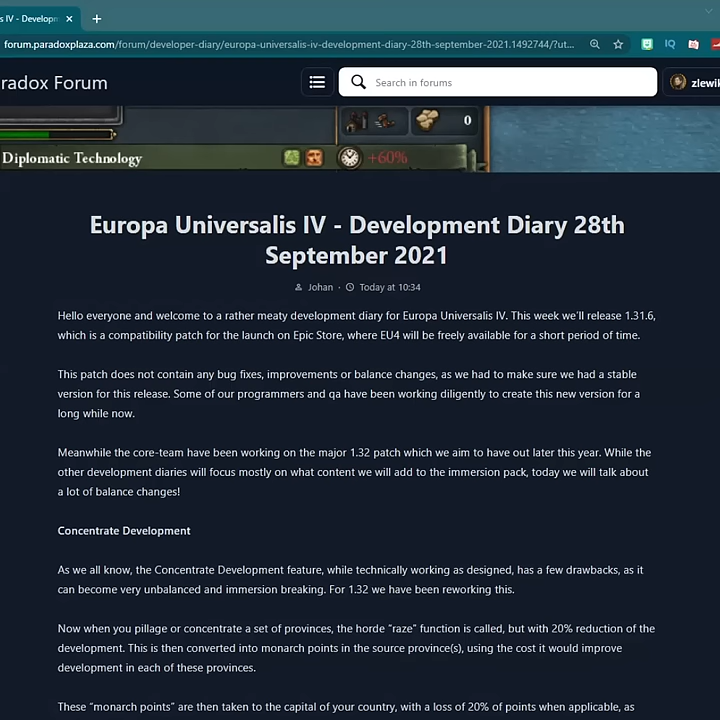 s IV - Developm
forum.paradoxplaza.com/forum/developer-diary/europa-universalis-iv-development-diary-28th-september-2021.1492744/?ut...
IQ
radox Forum
Search in forums
zlewik
0
Diplomatic Technology
+60%
Europa Universalis IV - Development Diary 28th
September 2021
Johan · Today at 10:34
Hello everyone and welcome to a rather meaty development diary for Europa Universalis IV. This week we'll release 1.31.6,
which is a compatibility patch for the launch on Epic Store, where EU4 will be freely available for a short period of time.
This patch does not contain any bug fixes, improvements or balance changes, as we had to make sure we had a stable
version for this release. Some of our programmers and qa have been working diligently to create this new version for a
long while now.
Meanwhile the core-team have been working on the major 1.32 patch which we aim to have out later this year. While the
other development diaries will focus mostly on what content we will add to the immersion pack, today we will talk about
a lot of balance changes!
Concentrate Development
As we all know, the Concentrate Development feature, while technically working as designed, has a few drawbacks, as it
can become very unbalanced and immersion breaking. For 1.32 we have been reworking this.
Now when you pillage or concentrate a set of provinces, the horde "raze" function is called, but with 20% reduction of the
development. This is then converted into monarch points in the source province(s), using the cost it would improve
development in each of these provinces.
These "monarch points" are then taken to the capital of your country, with a loss of 20% of points when applicable, as